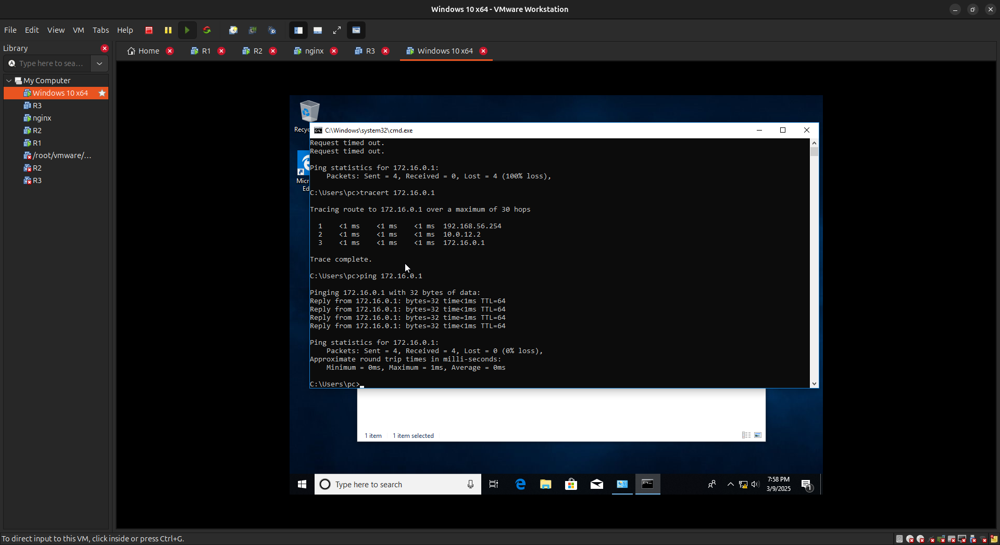 Windows 10 x64 - VMware Workstation
File Edit View VM Tabs Help
Library
Type here to sea...
Home R1 R2 nginx R3 Windows 10 x64
My Computer
Windows 10 x64
R3
nginx
R2
R1
/root/vmware/...
R2
R3
Recyc
Micr
Ed
C:\Windows\system32\cmd.exe
Request timed out.
Request timed out.
Ping statistics for 172.16.0.1:
Packets: Sent = 4, Received = 0, Lost = 4 (100% loss),
C:\Users\pc>tracert 172.16.0.1
Tracing route to 172.16.0.1 over a maximum of 30 hops
1 <1 ms <1 ms <1 ms 192.168.56.254
2 <1 ms <1 ms <1 ms 10.0.12.2
3 <1 ms <1 ms <1 ms 172.16.0.1
Trace complete.
C:\Users\pc>ping 172.16.0.1
Pinging 172.16.0.1 with 32 bytes of data:
Reply from 172.16.0.1: bytes=32 time<1ms TTL=64
Reply from 172.16.0.1: bytes=32 time<1ms TTL=64
Reply from 172.16.0.1: bytes=32 time=1ms TTL=64
Reply from 172.16.0.1: bytes=32 time<1ms TTL=64
Ping statistics for 172.16.0.1:
Packets: Sent = 4, Received = 4, Lost = 0 (0% loss),
Approximate round trip times in milli-seconds:
Minimum = 0ms, Maximum = 1ms, Average = 0ms
C:\Users\pc>
1 item 1 item selected
Type here to search
7:58 PM
3/9/2025
1
To direct input to this VM, click inside or press Ctrl+G.